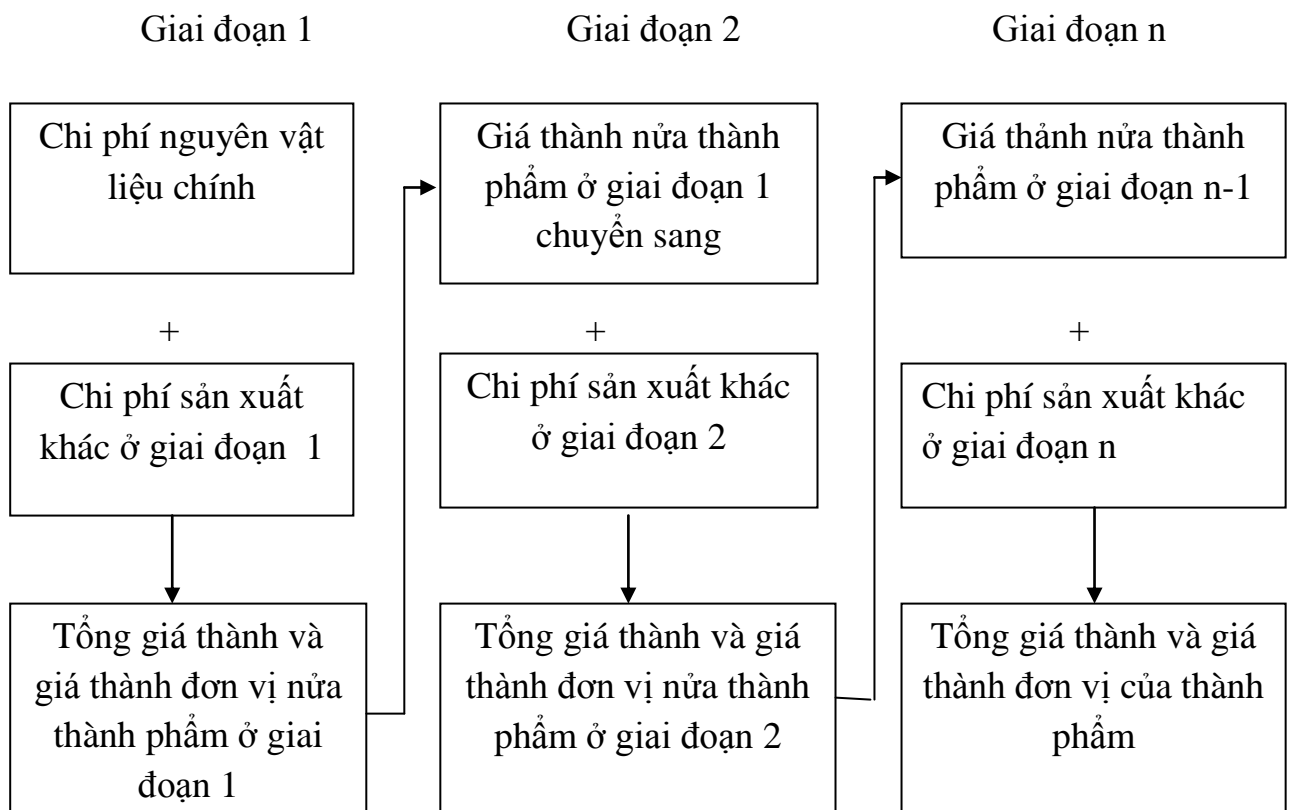 Giai đoạn 1
Chi phí nguyên vật
liệu chính
+
Chi phí sản xuất
khác ở giai đoạn 1
Tổng giá thành và
giá thành đơn vị nửa
thành phẩm ở giai
đoạn 1
Giai đoạn 2
Giá thành nửa thành
phẩm ở giai đoạn 1
chuyển sang
+
Chi phí sản xuất khác
ở giai đoạn 2
Tổng giá thành và giá
thành đơn vị nửa thành
phẩm ở giai đoạn 2
Giai đoạn n
Giá thảnh nửa thành
phẩm ở giai đoạn n-1
+
Chi phí sản xuất khác
ở giai đoạn n
Tổng giá thành và giá
thành đơn vị của thành
phẩm